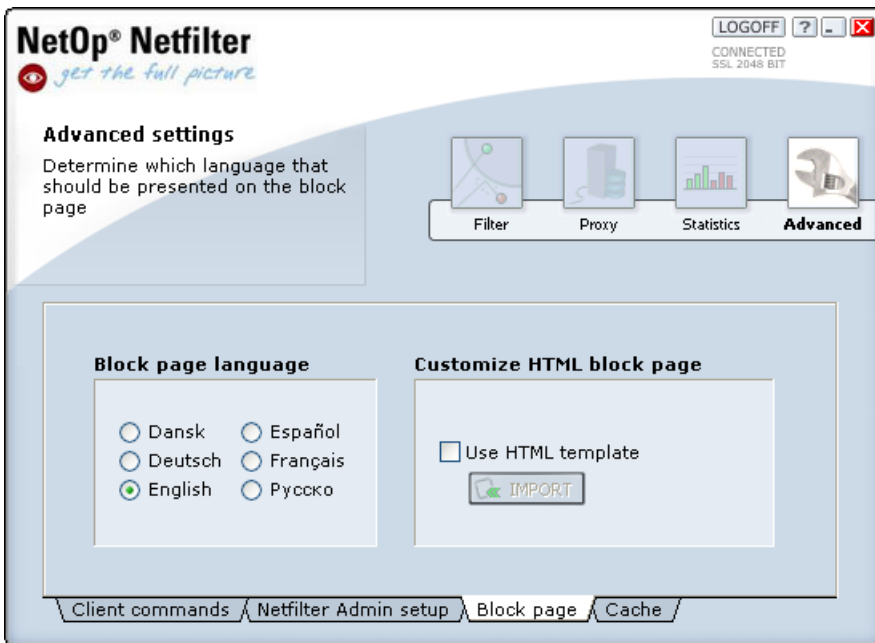 NetOp® Netfilter
get the full picture
LOGOFF ?
CONNECTED
SSL 2048 BIT
Advanced settings
Determine which language that
should be presented on the block
page
Filter
Proxy
Statistics
Advanced
Block page language
Dansk
Español
Deutsch
Français
English
Русско
Customize HTML block page
Use HTML template
IMPORT
Client commands
Netfilter Admin setup
Block page
Cache